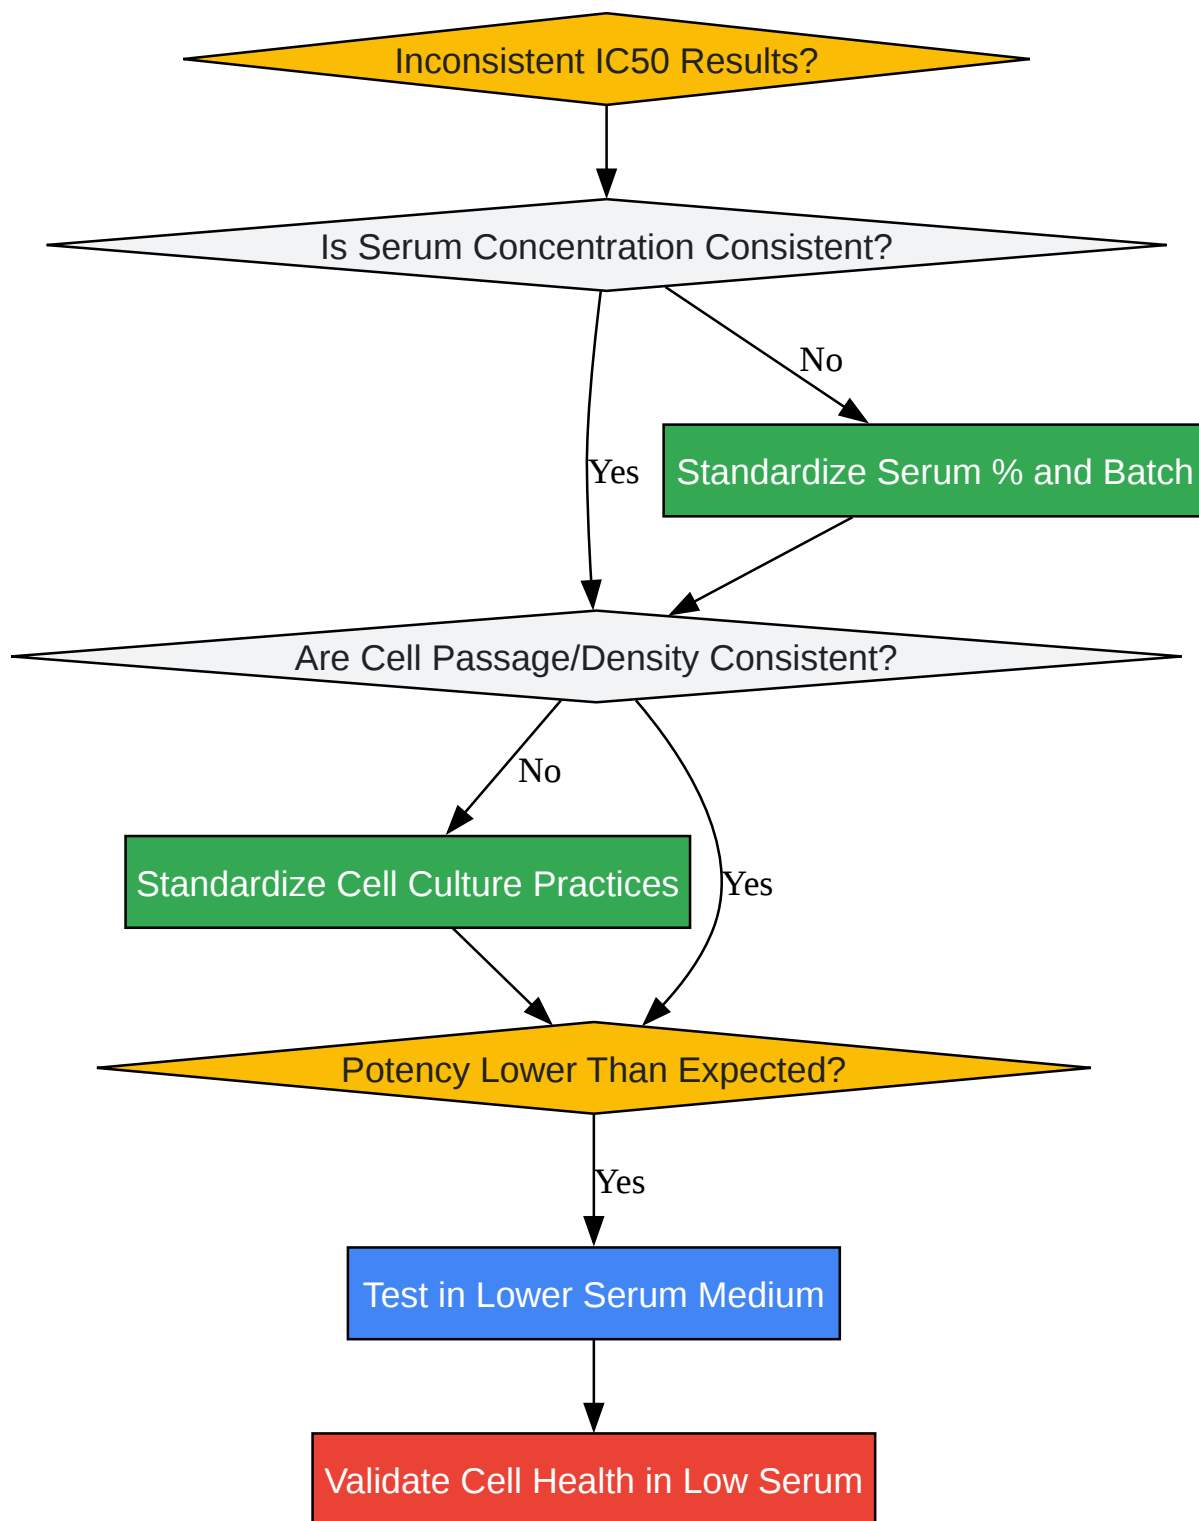 Inconsistent IC50 Results?
Is Serum Concentration Consistent?
No
Yes
Standardize Serum % and Batch
Are Cell Passage/Density Consistent?
No
Standardize Cell Culture Practices
Yes
Potency Lower Than Expected?
Yes
Test in Lower Serum Medium
Validate Cell Health in Low Serum